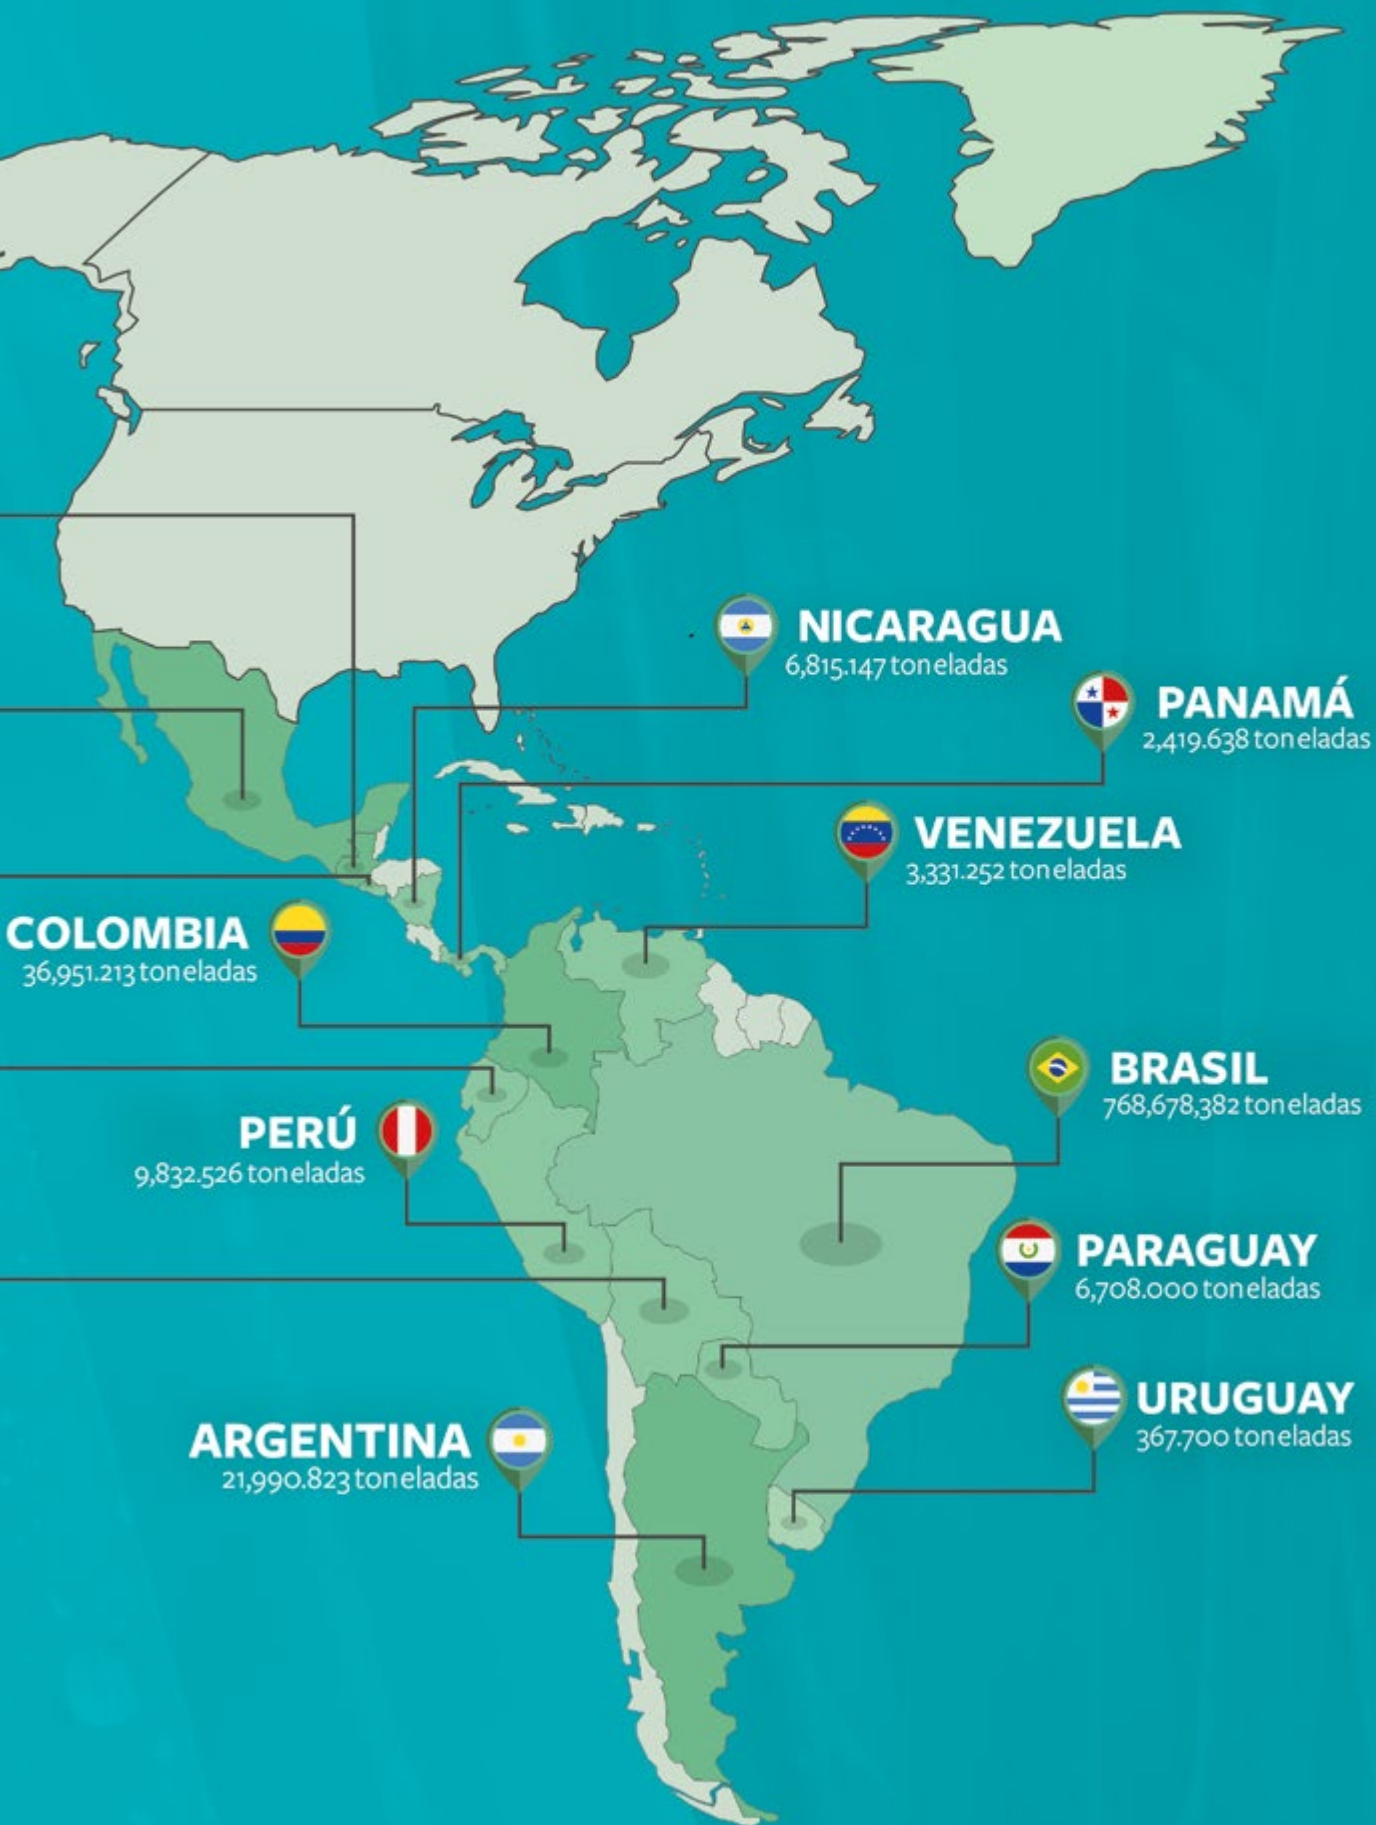 NICARAGUA
6,815.147 toneladas
PANAMÁ
2,419.638 toneladas
VENEZUELA
3,331.252 toneladas
COLOMBIA
36,951.213 toneladas
BRASIL
768,678,382 toneladas
PERÚ
9,832.526 toneladas
PARAGUAY
6,708.000 toneladas
URUGUAY
367.700 toneladas
ARGENTINA
21,990.823 toneladas